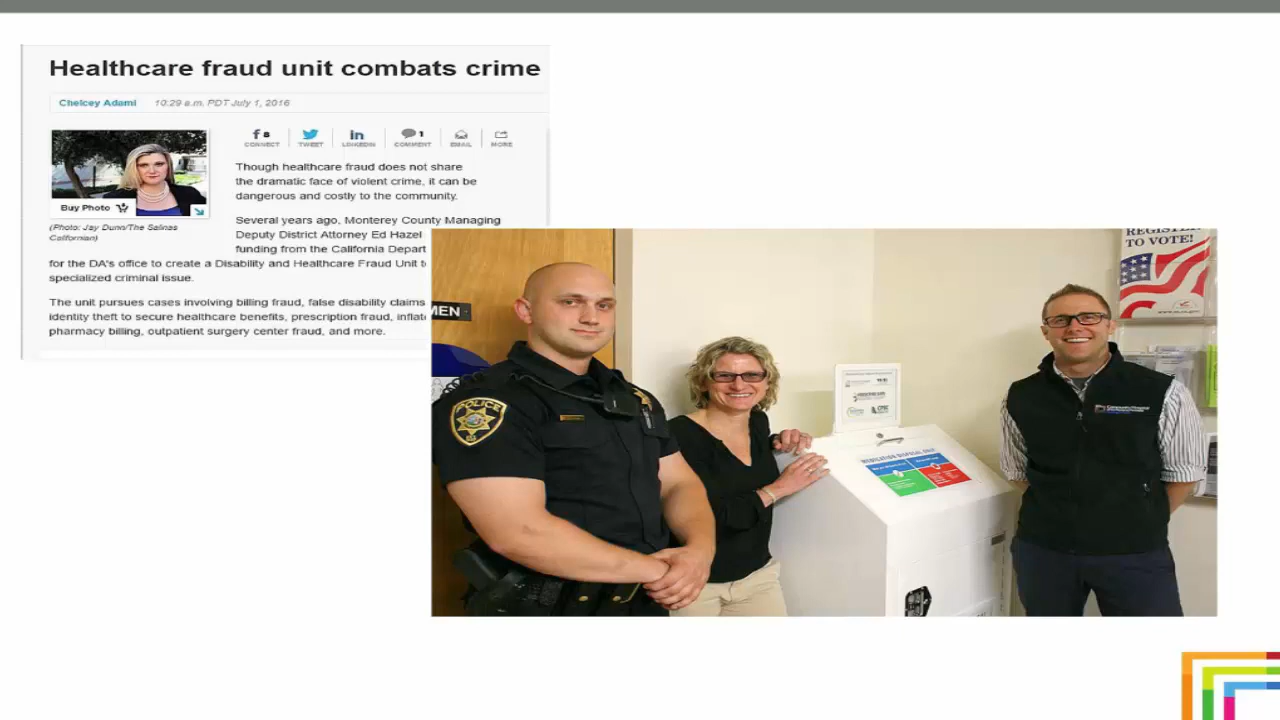 Healthcare fraud unit combats crime
Chelcey Adami 10:29 a.m. PDT July 1, 2016
8 1
CONNECT TWEET LINKEDIN COMMENT EMAIL MORE
Buy Photo
(Photo: Jay Dunn/The Salinas
Californian)
Though healthcare fraud does not share
the dramatic face of violent crime, it can be
dangerous and costly to the community.
Several years ago, Monterey County Managing
Deputy District Attorney Ed Hazel
funding from the California Depart
for the DA's office to create a Disability and Healthcare Fraud Unit
specialized criminal issue.
The unit pursues cases involving billing fraud, false disability claims
identity theft to secure healthcare benefits, prescription fraud, inflate
pharmacy billing, outpatient surgery center fraud, and more.
MEN
POLICE
REGISTER
TO VOTE!
MEDICATION DISPOSAL UNIT